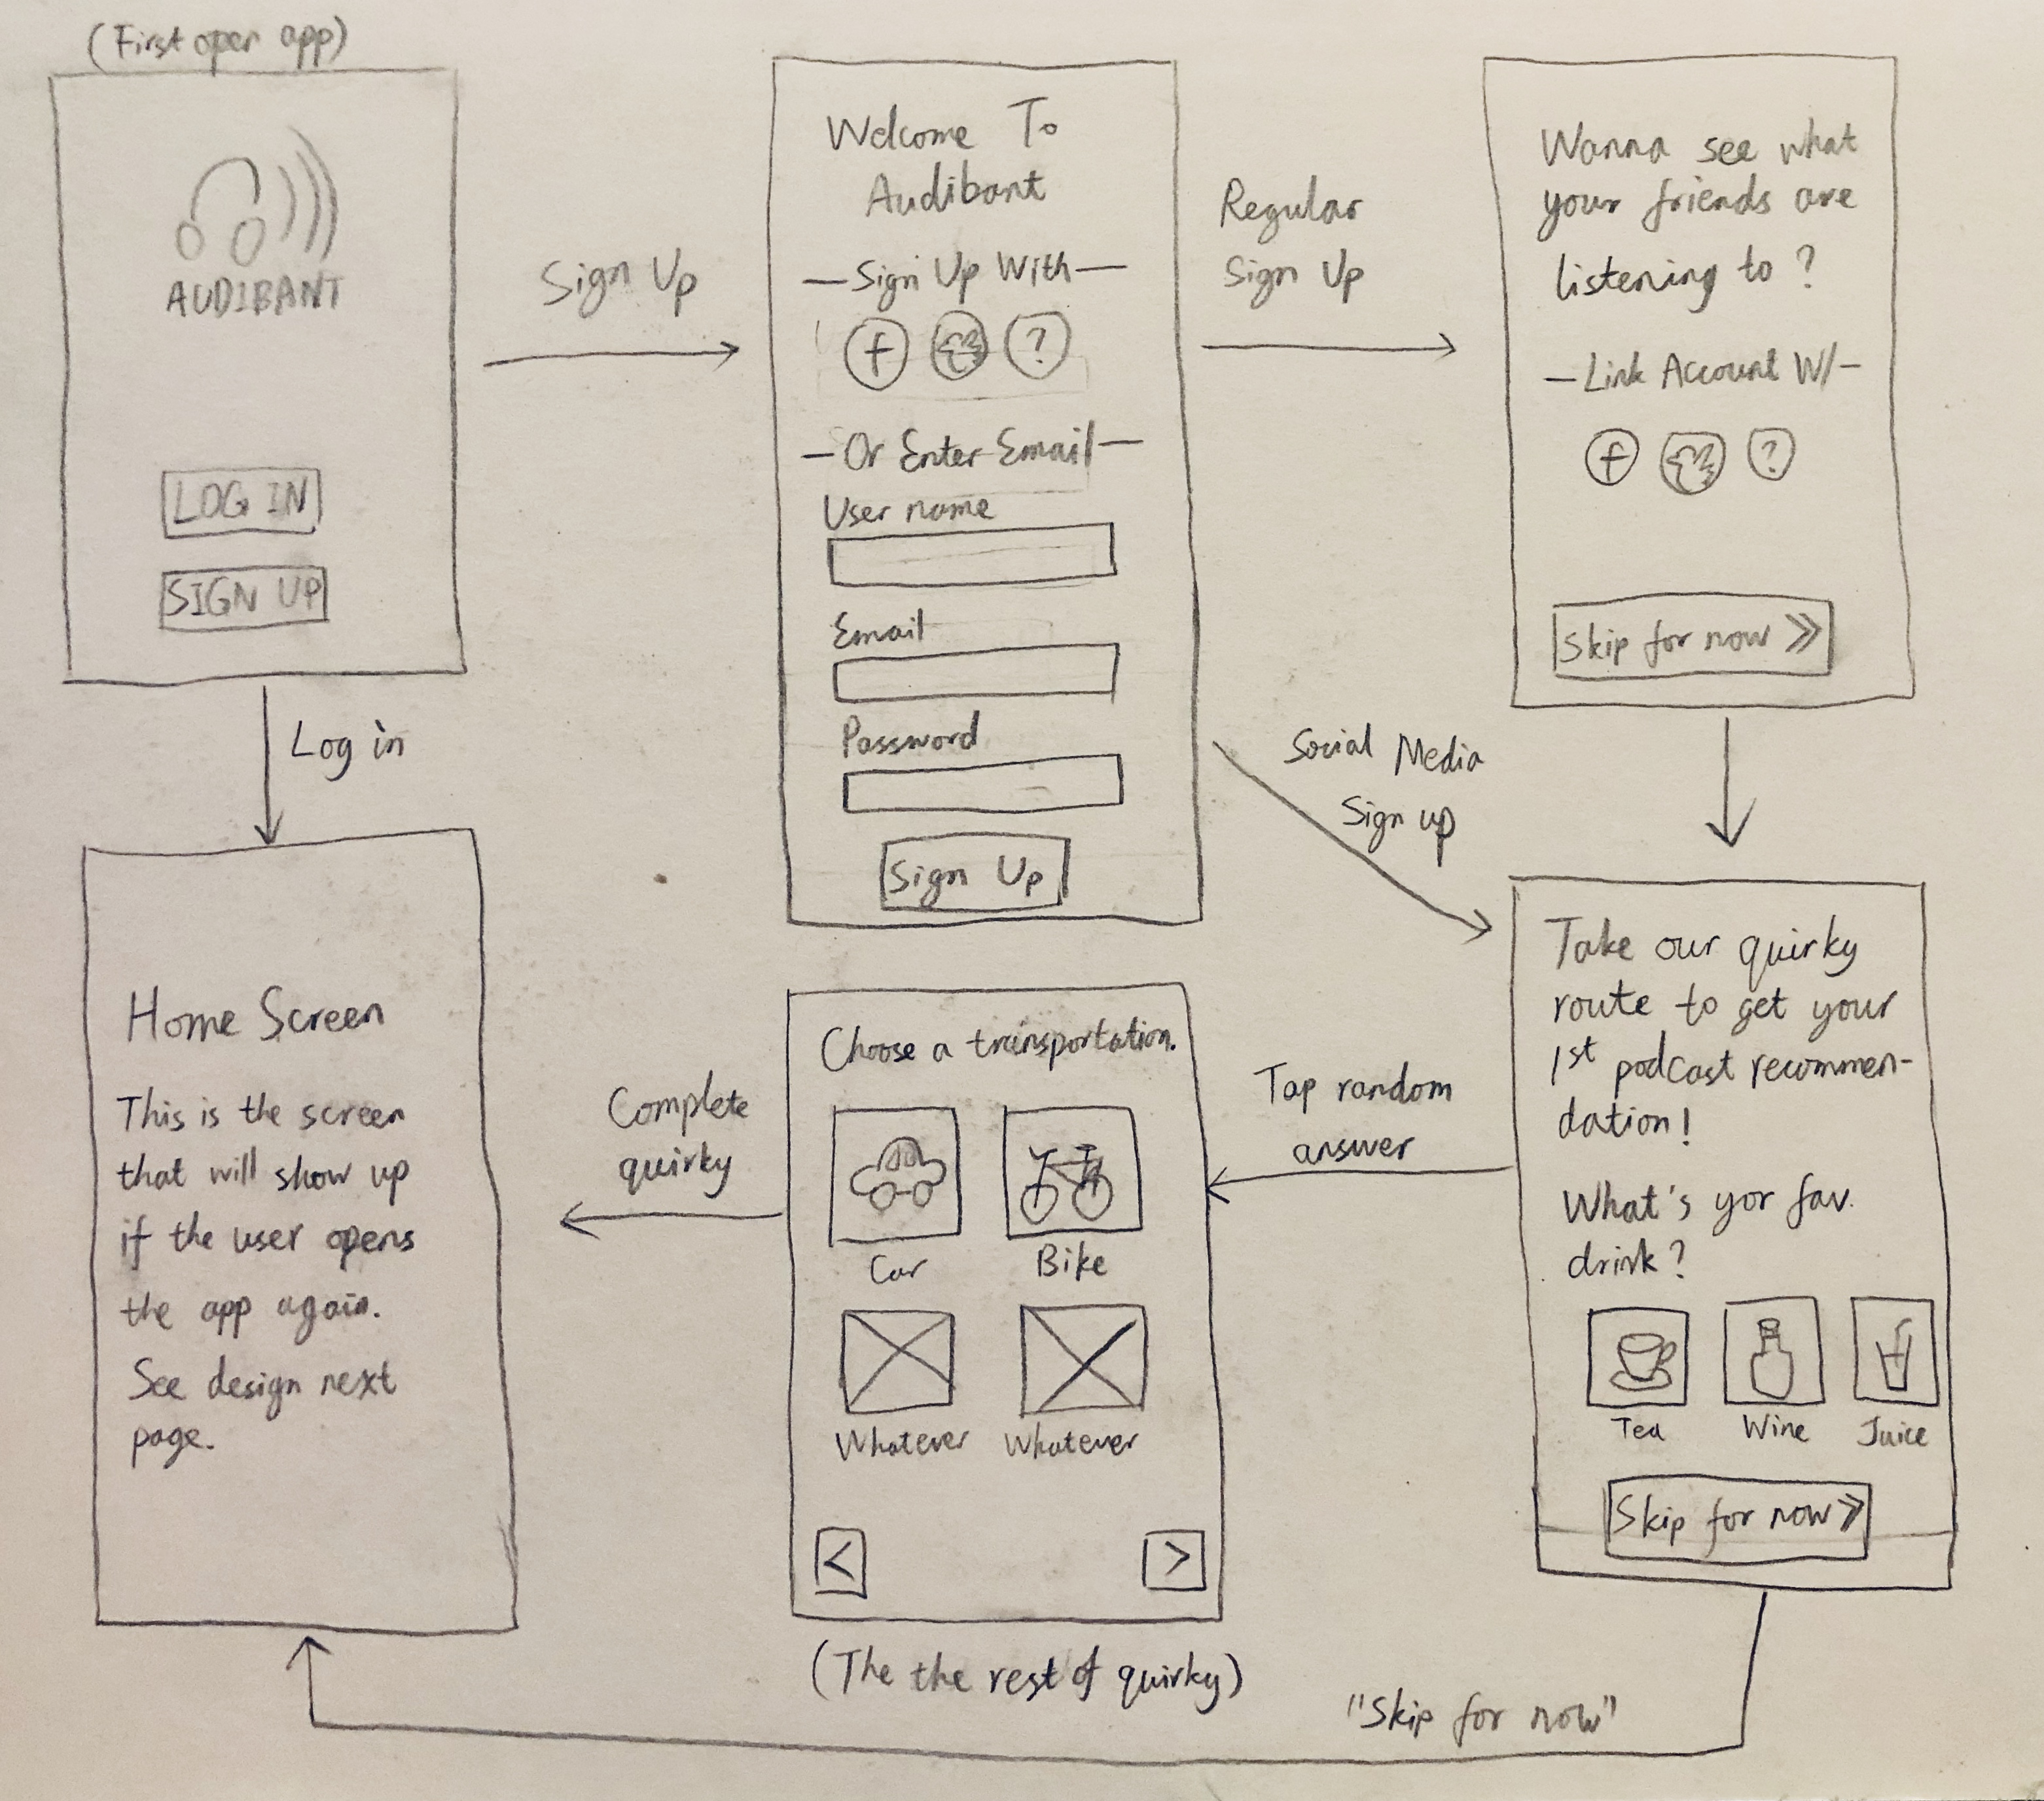 (First open app)
AUDIBANT
LOG IN
SIGN UP
Sign Up
Welcome To
Audibant
—Sign Up With—
f
?
—Or Enter Email—
User name
Email
Password
Sign Up
Regular
Sign Up
Wanna see what
your friends are
listening to?
—Link Account W/—
f
?
Skip for now >>
Log in
Social Media
Sign up
Home Screen
This is the screen
that will show up
if the user opens
the app again.
See design next
page.
Complete
quirky
Choose a transportation.
Car
Bike
Whatever
Whatever
<
>
(The the rest of quirky)
Tap random
answer
Take our quirky
route to get your
1st podcast recommen-
dation!
What's yor fav.
drink?
Tea
Wine
Juice
Skip for now >>
"Skip for now"